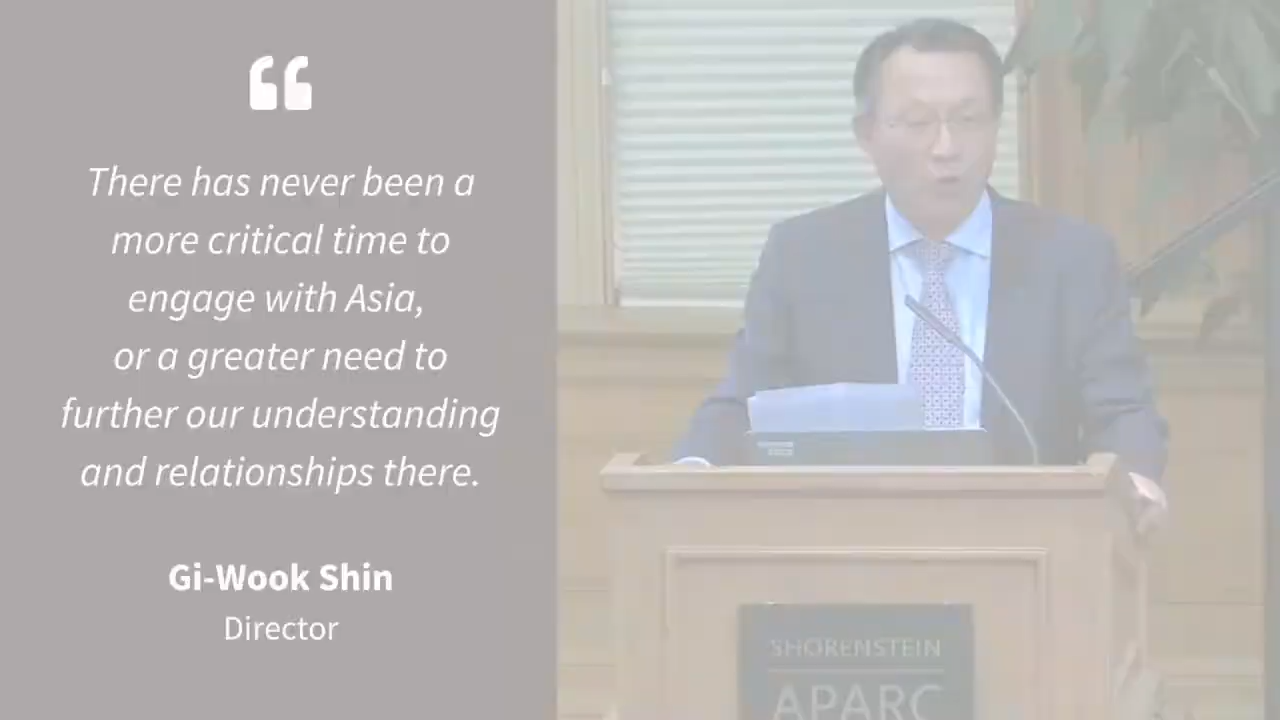 There has never been a
more critical time to
engage with Asia,
or a greater need to
further our understanding
and relationships there.
Gi-Wook Shin
Director
SHORENSTEIN
APARC